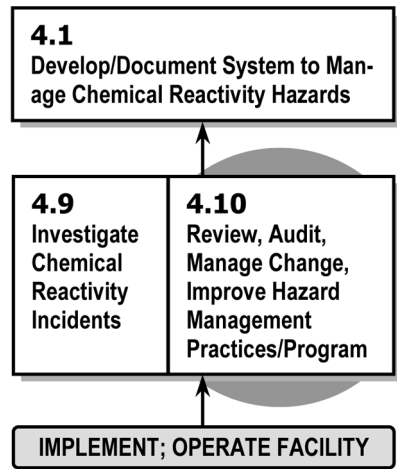 4.1
Develop/Document System to Man-
age Chemical Reactivity Hazards
4.9
Investigate
Chemical
Reactivity
Incidents
4.10
Review, Audit,
Manage Change,
Improve Hazard
Management
Practices/Program
IMPLEMENT; OPERATE FACILITY